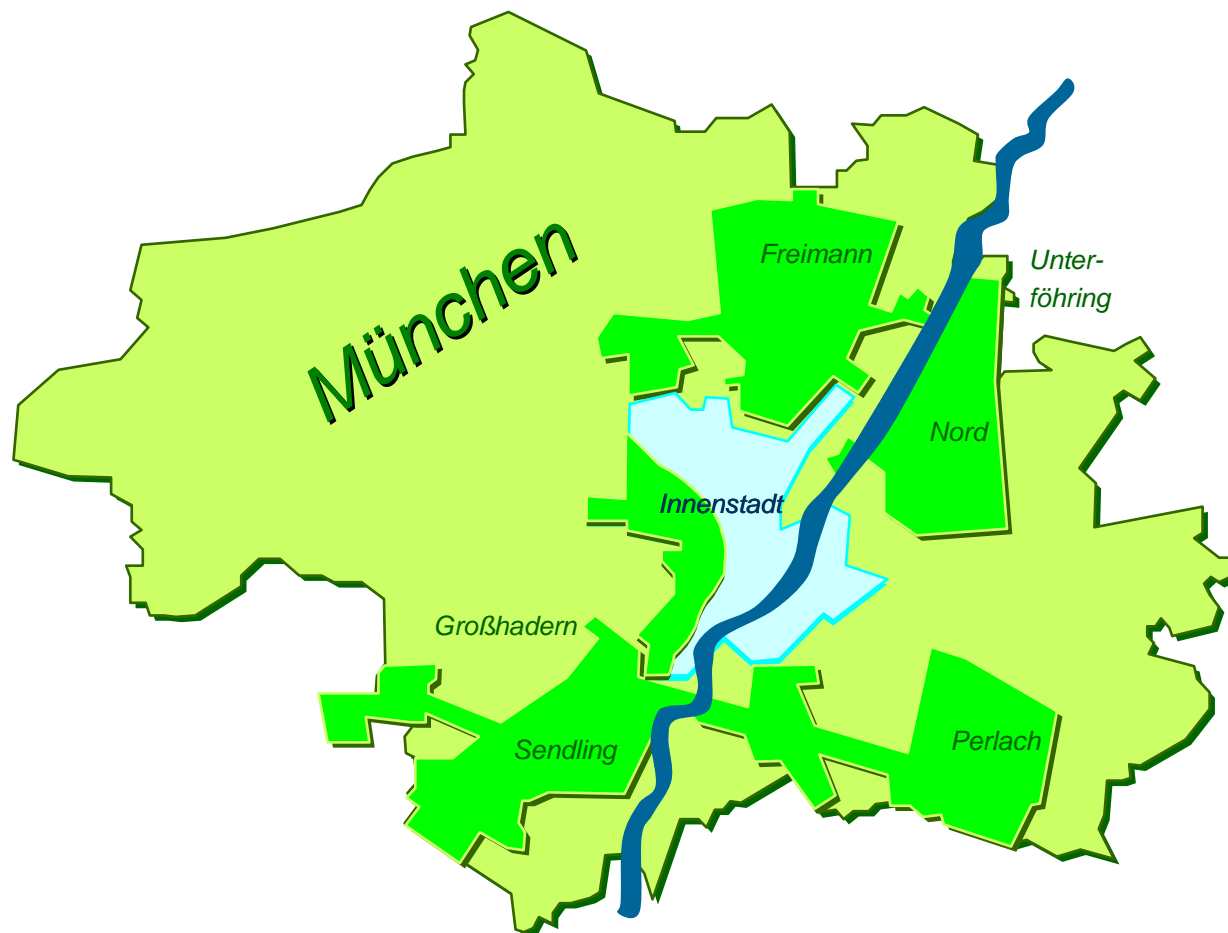 München
Freimann
Unter-
föhring
Nord
Innenstadt
Großhadern
Sendling
Perlach